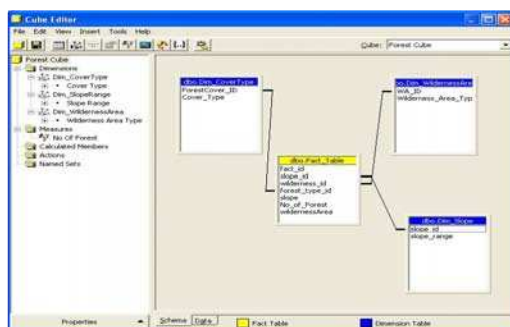 Cube Editor
File Edit View Insert Tools Help
Cube: Forest Cube
Forest Cube
Dimensions
Dim_CoverType
Cover Type
Dim_SlopeRange
Slope Range
Dim_WildernessArea
Wilderness Area Type
Measures
No Of Forest
Calculated Members
Actions
Named Sets
dbo.Dim_CoverType
ForestCover_ID
Cover_Type
bo.Dim_WildernessAre
WA_ID
Wilderness_Area_Typ
dbo.Fact_Table
fact_id
slope_id
wilderness_id
forest_type_id
slope
No_of_Forest
wildernessArea
dbo.Dim_Slope
slope_id
slope_range
Properties
Schema Data
Fact Table
Dimension Table